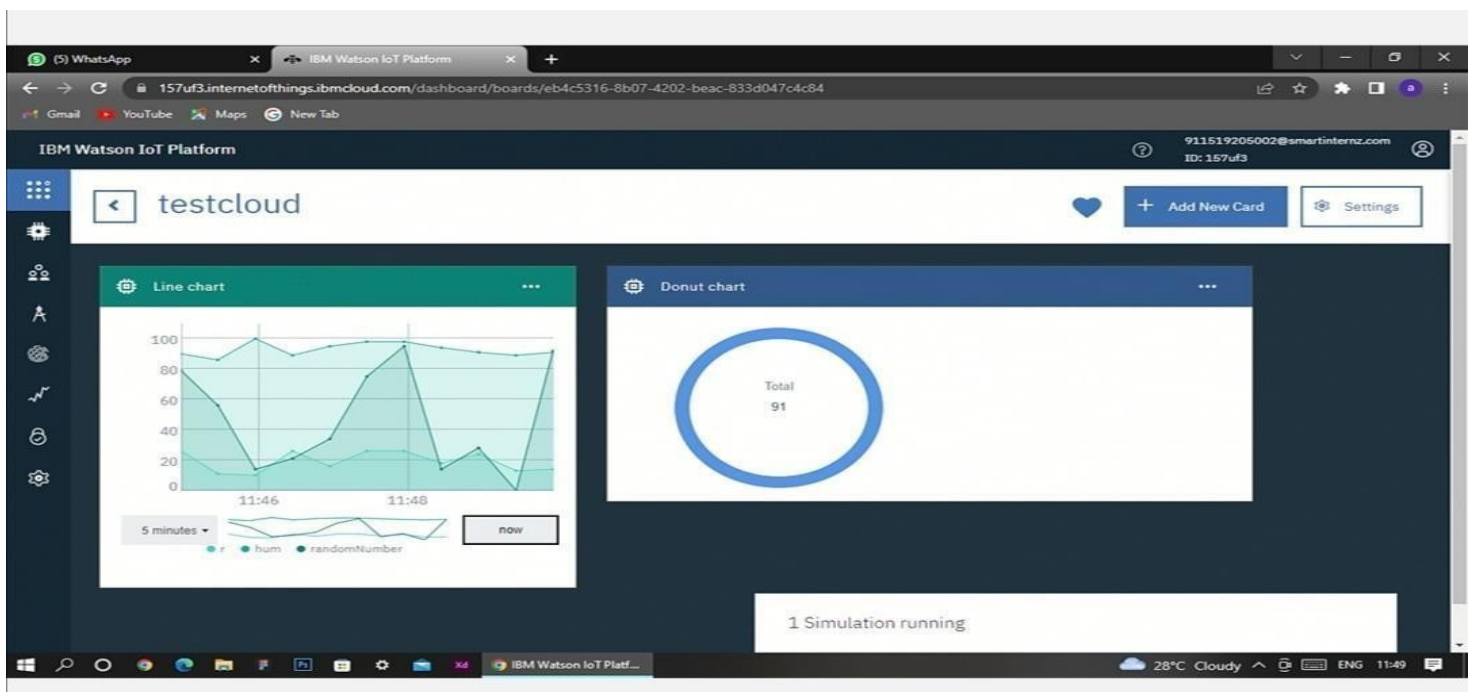 (5) WhatsApp
IBM Watson IoT Platform
157uf3.internetofthings.ibmcloud.com/dashboard/boards/eb4c5316-8b07-4202-beac-833d047c4c84
a
Gmail
YouTube
Maps
New Tab
IBM Watson IoT Platform
911519205002@smartinternz.com
ID: 157uf3
testcloud
+ Add New Card
Settings
Line chart
Donut chart
100
80
60
40
20
0
11:46
11:48
5 minutes
now
r
hum
randomNumber
Total
91
1 Simulation running
Ps
Xd
IBM Watson IoT Platf...
28°C Cloudy
ENG
11:49